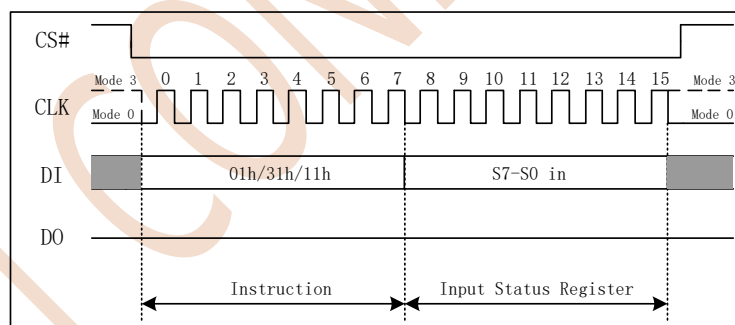 CS#
Mode 3 0 1 2 3 4 5 6 7 8 9 10 11 12 13 14 15 Mode 3
CLK
Mode 0 Mode 0
DI 01h/31h/11h S7-S0 in
DO
Instruction Input Status Register